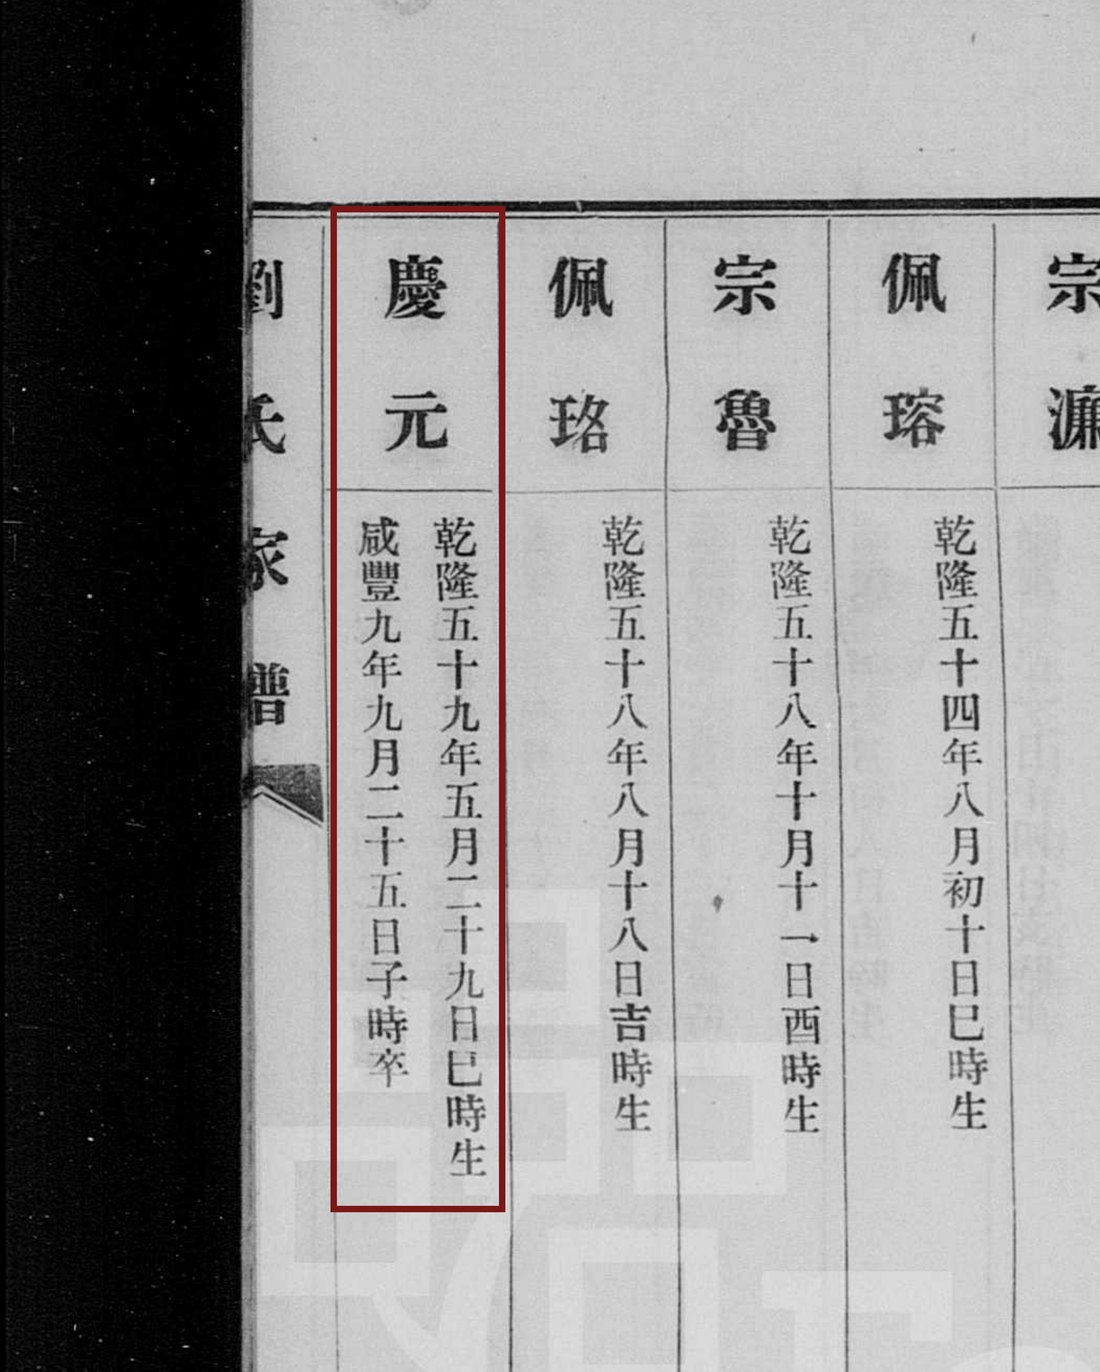 宗濂
佩瑢
乾隆五十四年八月初十日巳時生
宗魯
乾隆五十八年十月十一日酉時生
佩珞
乾隆五十八年八月十八日吉時生
慶元
乾隆五十九年五月二十九日巳時生
咸豐九年九月二十五日子時卒
劉氏家譜